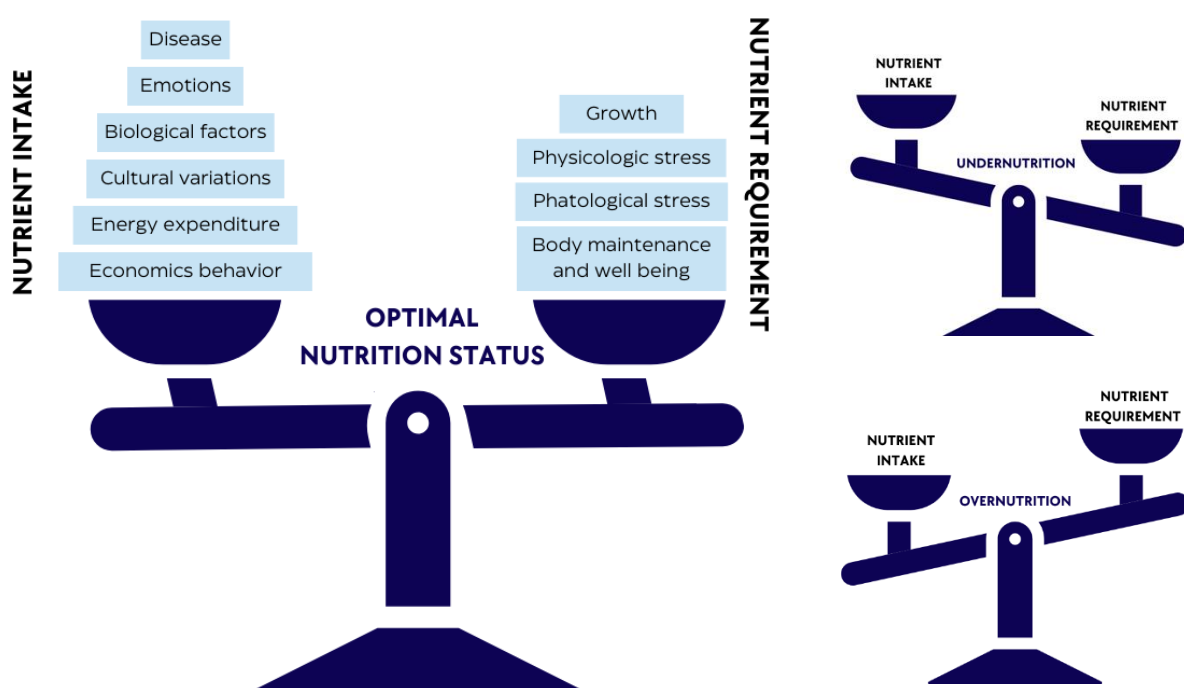 NUTRIENT INTAKE
Disease
Emotions
Biological factors
Cultural variations
Energy expenditure
Economics behavior
OPTIMAL
NUTRITION STATUS
Growth
Physicologic stress
Phatological stress
Body maintenance
and well being
NUTRIENT REQUIREMENT
NUTRIENT
INTAKE
NUTRIENT
REQUIREMENT
UNDERNUTRITION
NUTRIENT
INTAKE
NUTRIENT
REQUIREMENT
OVERNUTRITION